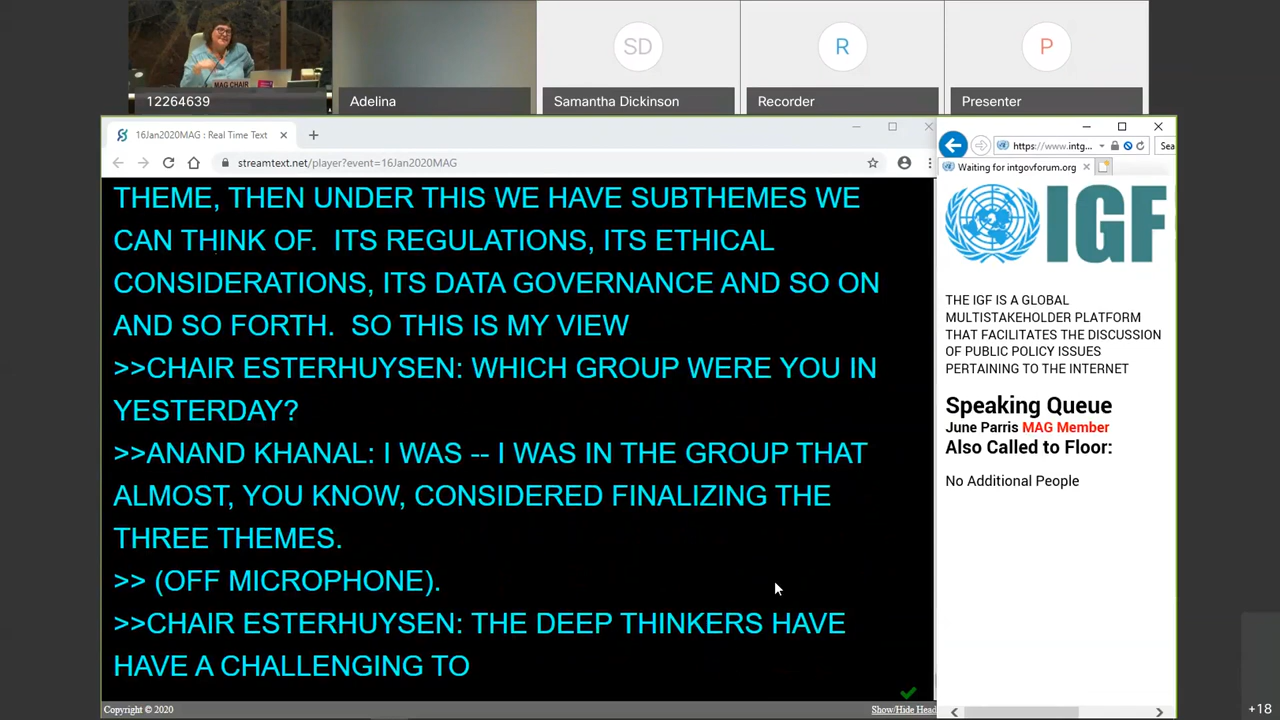 SD
R
P
MAG CHAIR
12264639
Adelina
Samantha Dickinson
Recorder
Presenter
16Jan2020MAG : Real Time Text
streamtext.net/player?event=16Jan2020MAG
THEME, THEN UNDER THIS WE HAVE SUBTHEMES WE
CAN THINK OF. ITS REGULATIONS, ITS ETHICAL
CONSIDERATIONS, ITS DATA GOVERNANCE AND SO ON
AND SO FORTH. SO THIS IS MY VIEW
>>CHAIR ESTERHUYSEN: WHICH GROUP WERE YOU IN
YESTERDAY?
>>ANAND KHANAL: I WAS -- I WAS IN THE GROUP THAT
ALMOST, YOU KNOW, CONSIDERED FINALIZING THE
THREE THEMES.
>> (OFF MICROPHONE).
>>CHAIR ESTERHUYSEN: THE DEEP THINKERS HAVE
HAVE A CHALLENGING TO
Copyright © 2020
Show/Hide Head
https://www.intg...
Sea
Waiting for intgovforum.org
IGF
THE IGF IS A GLOBAL
MULTISTAKEHOLDER PLATFORM
THAT FACILITATES THE DISCUSSION
OF PUBLIC POLICY ISSUES
PERTAINING TO THE INTERNET
Speaking Queue
June Parris MAG Member
Also Called to Floor:
No Additional People
+18